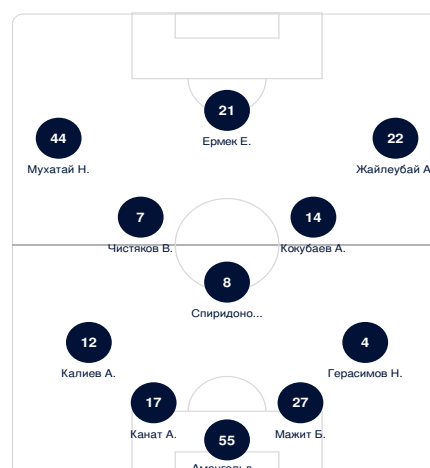 21
Ермек Е.
44
Мухатай Н.
22
Жайлеубай А
7
Чистяков В.
14
Кокубаев А.
8
Спиридоно...
12
Калиев А.
4
Герасимов Н.
17
Канат А.
27
Мажит Б.
55